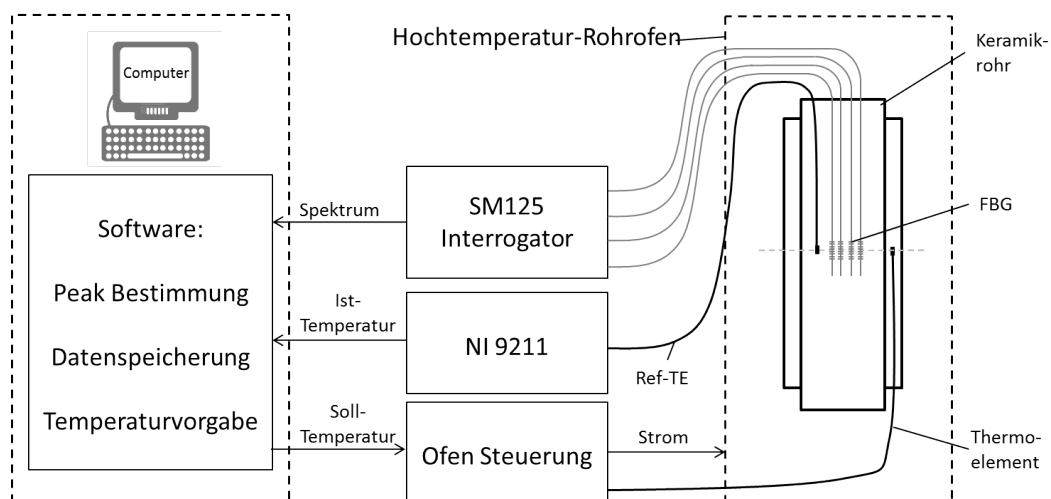 Hochtemperatur-Rohrofen
Keramik-
rohr
Computer
Software:
Peak Bestimmung
Datenspeicherung
Temperaturvorgabe
Spektrum
SM125
Interrogator
FBG
Ist-
Temperatur
NI 9211
Ref-TE
Soll-
Temperatur
Ofen Steuerung
Strom
Thermo-
element